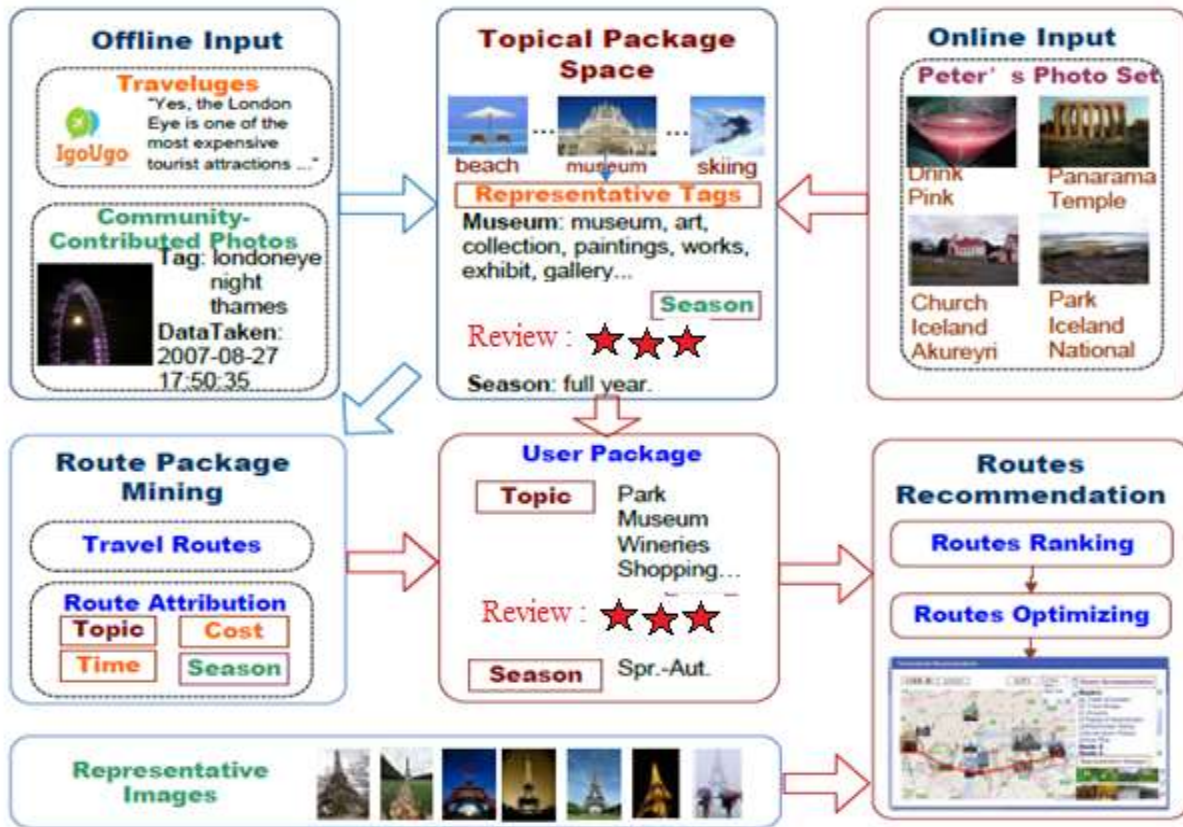 Offline Input
Traveluges
IgoUgo
"Yes, the London
Eye is one of the
most expensive
tourist attractions ..."
Community-
Contributed Photos
Tag: londoneye
night
thames
DataTaken:
2007-08-27
17:50:35
Topical Package
Space
beach
...
museum
...
skiing
Representative Tags
Museum: museum, art,
collection, paintings, works,
exhibit, gallery...
Season
Review :
Season: full year.
Online Input
Peter's Photo Set
Drink
Pink
Panarama
Temple
Church
Iceland
Akureyri
Park
Iceland
National
Route Package
Mining
Travel Routes
Route Attribution
Topic
Cost
Time
Season
User Package
Topic
Park
Museum
Wineries
Shopping...
Review :
Season
Spr.-Aut.
Routes
Recommendation
Routes Ranking
Routes Optimizing
Representative
Images